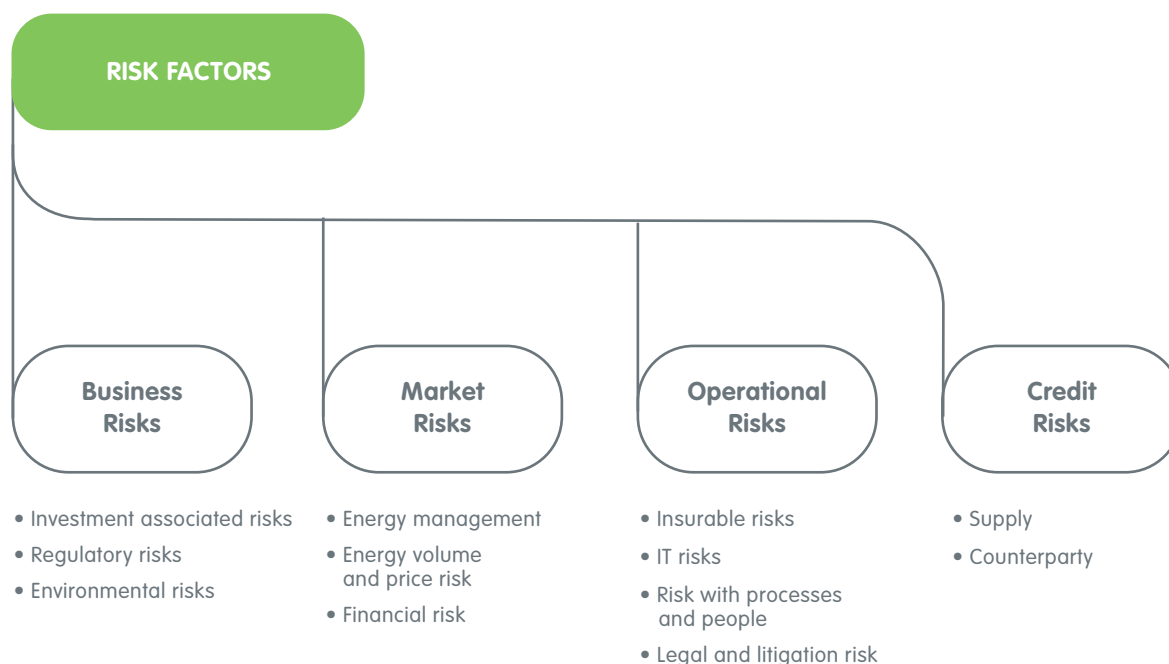 RISK FACTORS
Business
Risks
Market
Risks
Operational
Risks
Credit
Risks
• Investment associated risks
• Regulatory risks
• Environmental risks
• Energy management
• Energy volume
and price risk
• Financial risk
• Insurable risks
• IT risks
• Risk with processes
and people
• Legal and litigation risk
• Supply
• Counterparty